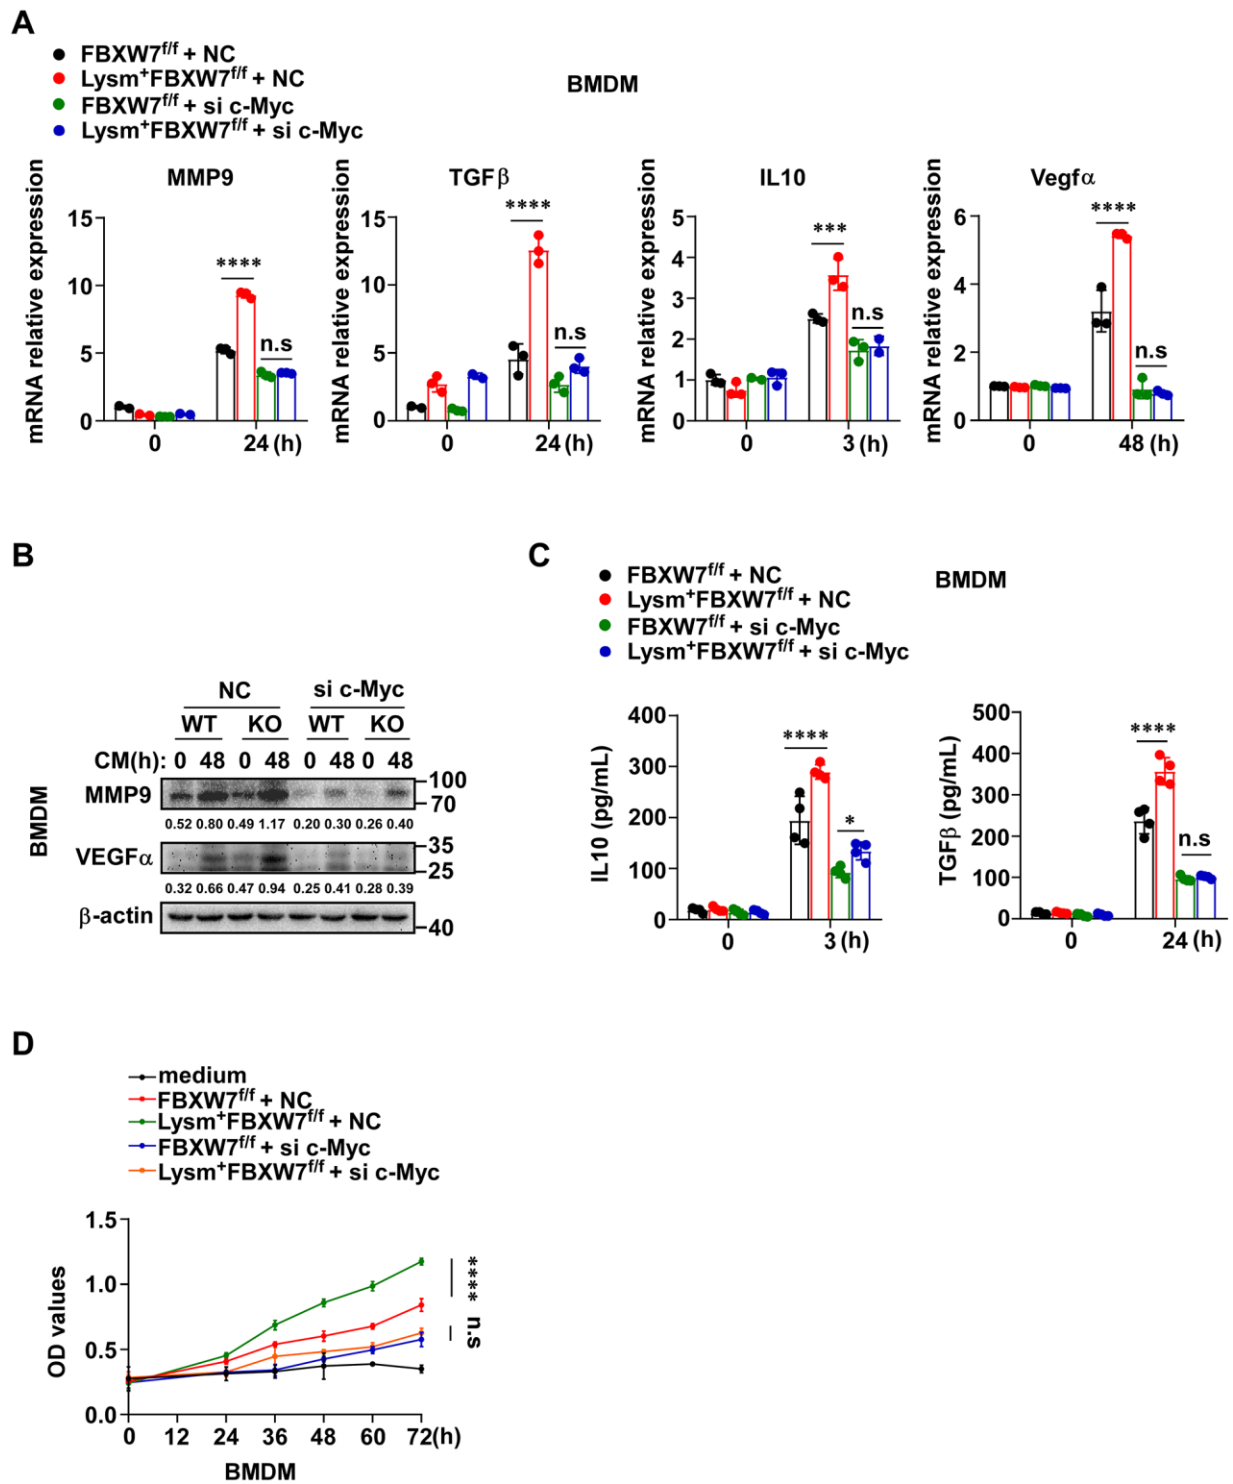 A
FBXW7f/f + NC
Lysm+FBXW7f/f + NC
FBXW7f/f + si c-Myc
Lysm+FBXW7f/f + si c-Myc
BMDM
MMP9
mRNA relative expression
15
10
5
0
****
n.s
0
24 (h)
TGFβ
mRNA relative expression
15
10
5
0
****
n.s
0
24 (h)
IL10
mRNA relative expression
5
4
3
2
1
0
***
n.s
0
3 (h)
Vegfα
mRNA relative expression
6
4
2
0
****
n.s
0
48 (h)
B
BMDM
NC si c-Myc
WT KO WT KO
CM(h): 0 48 0 48 0 48 0 48
MMP9
100
70
0.52 0.80 0.49 1.17 0.20 0.30 0.26 0.40
VEGFα
35
25
0.32 0.66 0.47 0.94 0.25 0.41 0.28 0.39
β-actin
40
C
FBXW7f/f + NC
Lysm+FBXW7f/f + NC
FBXW7f/f + si c-Myc
Lysm+FBXW7f/f + si c-Myc
BMDM
IL10 (pg/mL)
400
300
200
100
0
****
*
0
3 (h)
TGFβ (pg/mL)
500
400
300
200
100
0
****
n.s
0
24 (h)
D
medium
FBXW7f/f + NC
Lysm+FBXW7f/f + NC
FBXW7f/f + si c-Myc
Lysm+FBXW7f/f + si c-Myc
OD values
1.5
1.0
0.5
0.0
****
n.s
0 12 24 36 48 60 72(h)
BMDM